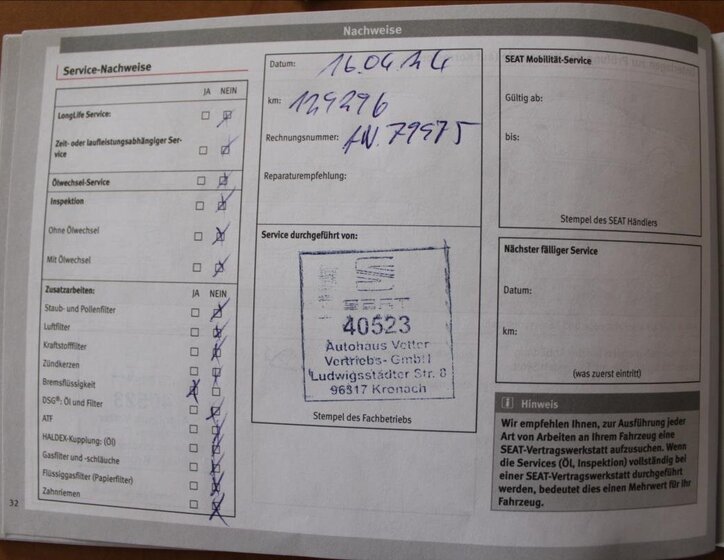 Nachweise
Service-Nachweise
JA NEIN
LongLife Service:
Zeit- oder laufleistungsabhängiger Ser-
vice
Ölwechsel-Service
Inspektion
Ohne Ölwechsel
Mit Ölwechsel
Zusatzarbeiten: JA NEIN
Staub- und Pollenfilter
Luftfilter
Kraftstofffilter
Zündkerzen
Bremsflüssigkeit
DSG®: Öl und Filter
ATF
HALDEX-Kupplung: (Öl)
Gasfilter und -schläuche
Flüssiggasfilter (Papierfilter)
Zahnriemen
32
Datum: 16.04.24
km: 129296
Rechnungsnummer: AW. 79975
Reparaturempfehlung:
Service durchgeführt von:
SEAT
40523
Autohaus Vetter
Vertriebs-GmbH
Ludwigsstädter Str. 8
96317 Kronach
Stempel des Fachbetriebs
SEAT Mobilität-Service
Gültig ab:
bis:
Stempel des SEAT Händlers
Nächster fälliger Service
Datum:
km:
(was zuerst eintritt)
Hinweis
Wir empfehlen Ihnen, zur Ausführung jeder
Art von Arbeiten an Ihrem Fahrzeug eine
SEAT-Vertragswerkstatt aufzusuchen. Wenn
die Services (Öl, Inspektion) vollständig bei
einer SEAT-Vertragswerkstatt durchgeführt
werden, bedeutet dies einen Mehrwert für Ihr
Fahrzeug.